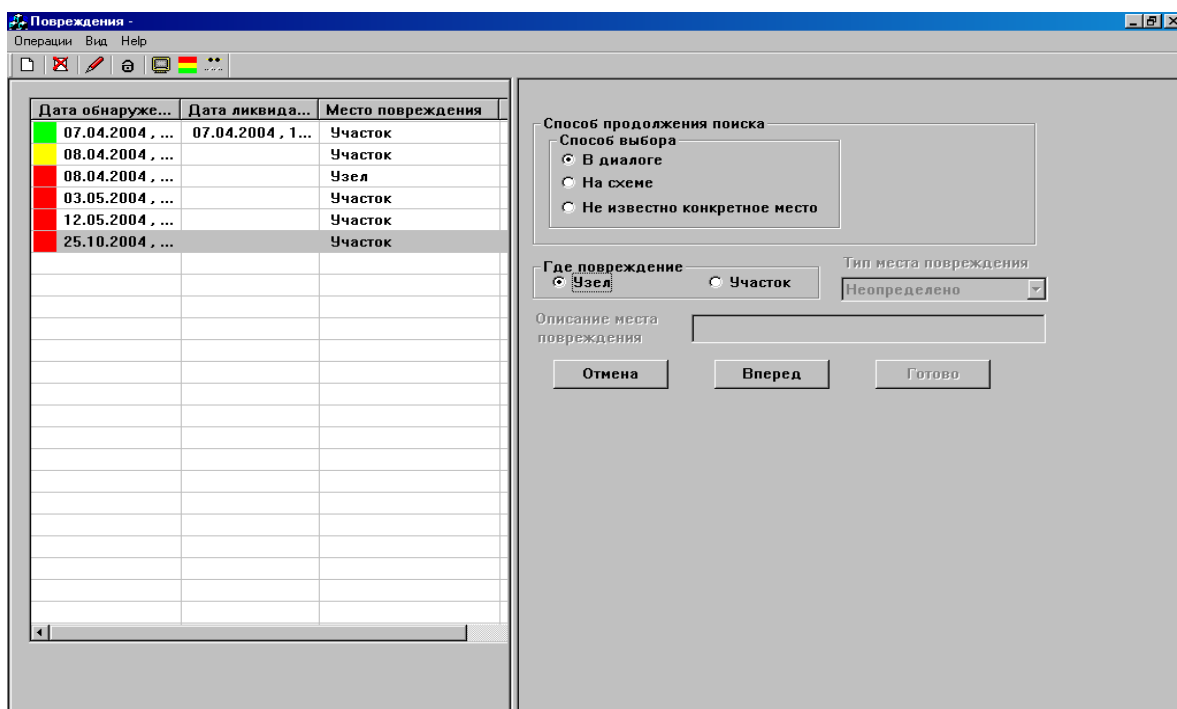 Повреждения -
Операции Вид Help
Дата обнаруже... Дата ликвида... Место повреждения
07.04.2004 , ... 07.04.2004 , 1... Участок
08.04.2004 , ... Участок
08.04.2004 , ... Узел
03.05.2004 , ... Участок
12.05.2004 , ... Участок
25.10.2004 , ... Участок
Способ продолжения поиска
Способ выбора
В диалоге
На схеме
Не известно конкретное место
Где повреждение
Узел Участок
Тип места повреждения
Неопределено
Описание места
повреждения
Отмена Вперед Готово